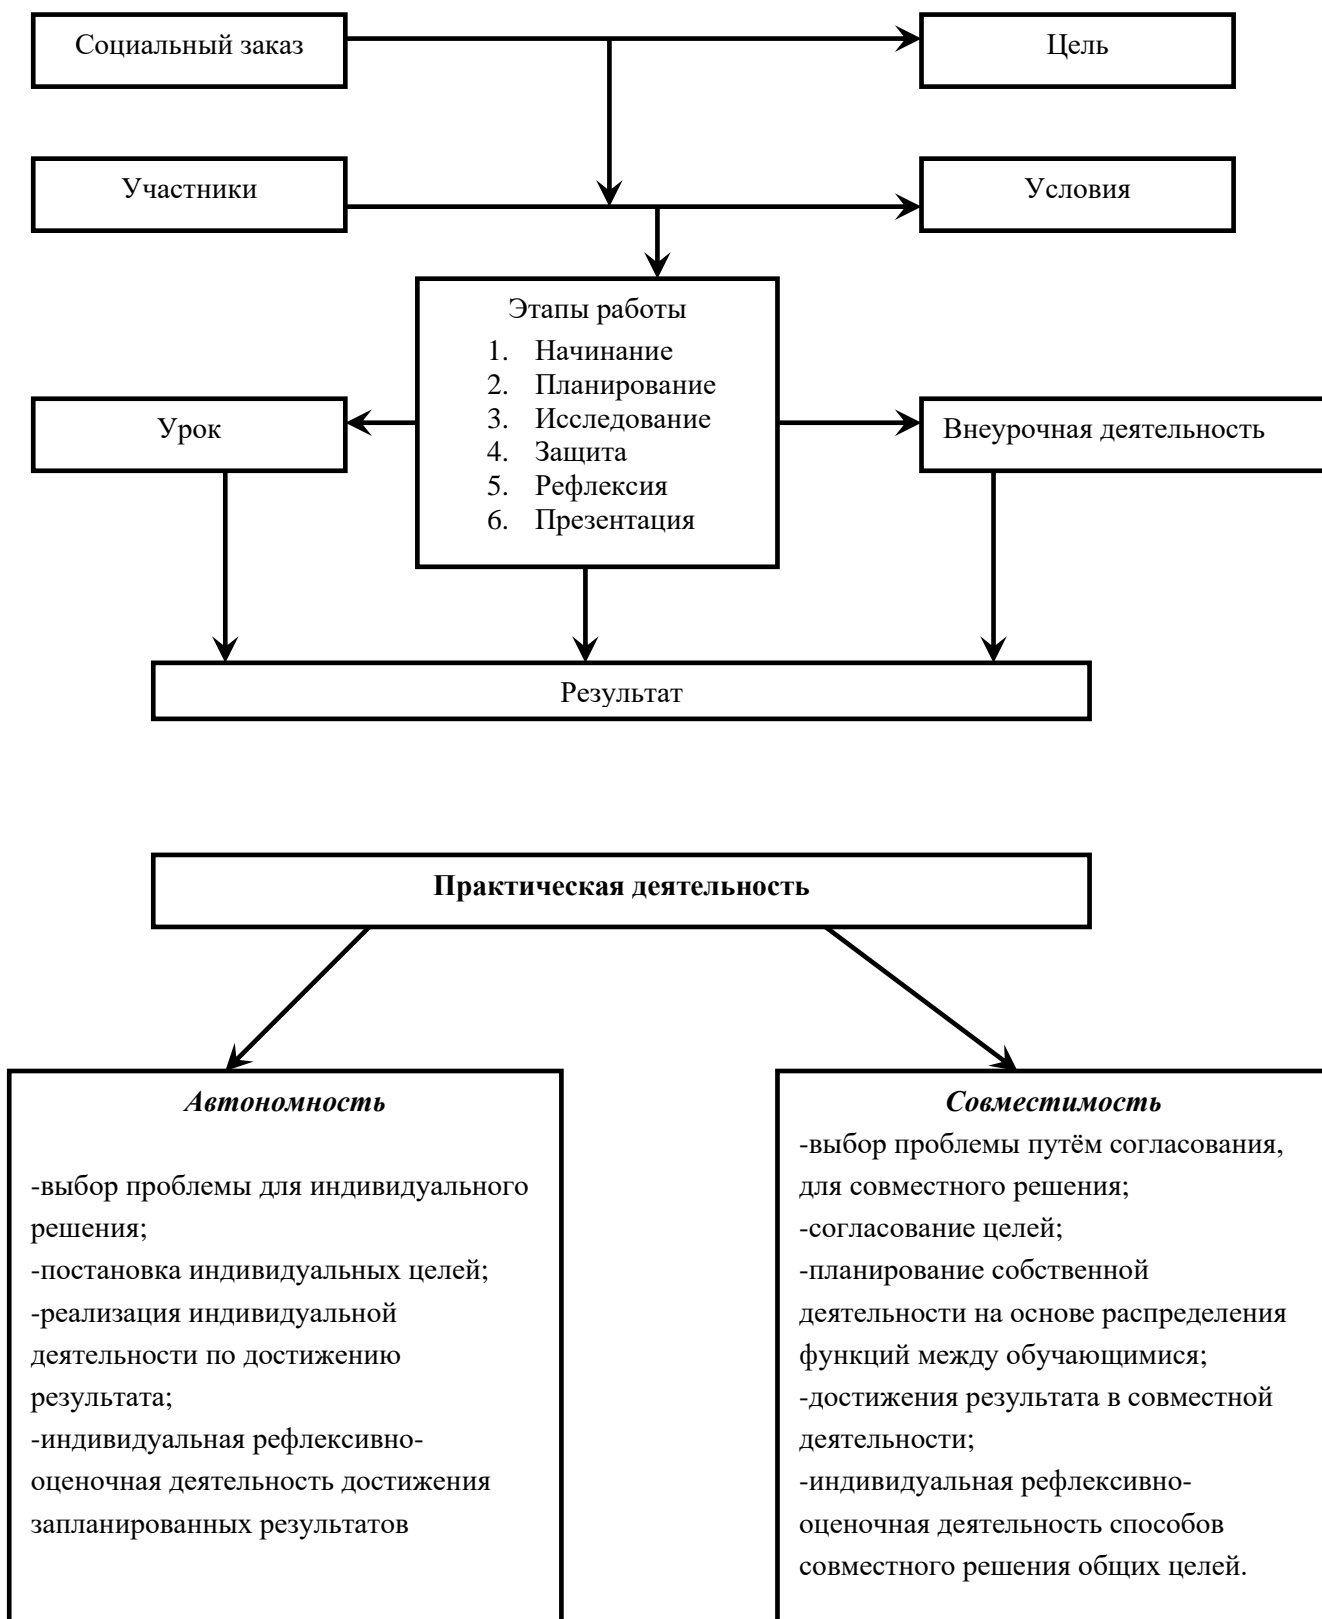 Социальный заказ
Цель
Участники
Условия
Этапы работы
1. Начинание
2. Планирование
3. Исследование
4. Защита
5. Рефлексия
6. Презентация
Урок
Внеурочная деятельность
Результат
Практическая деятельность
Автономность
-выбор проблемы для индивидуального
решения;
-постановка индивидуальных целей;
-реализация индивидуальной
деятельности по достижению
результата;
-индивидуальная рефлексивно-
оценочная деятельность достижения
запланированных результатов
Совместимость
-выбор проблемы путём согласования,
для совместного решения;
-согласование целей;
-планирование собственной
деятельности на основе распределения
функций между обучающимися;
-достижения результата в совместной
деятельности;
-индивидуальная рефлексивно-
оценочная деятельность способов
совместного решения общих целей.